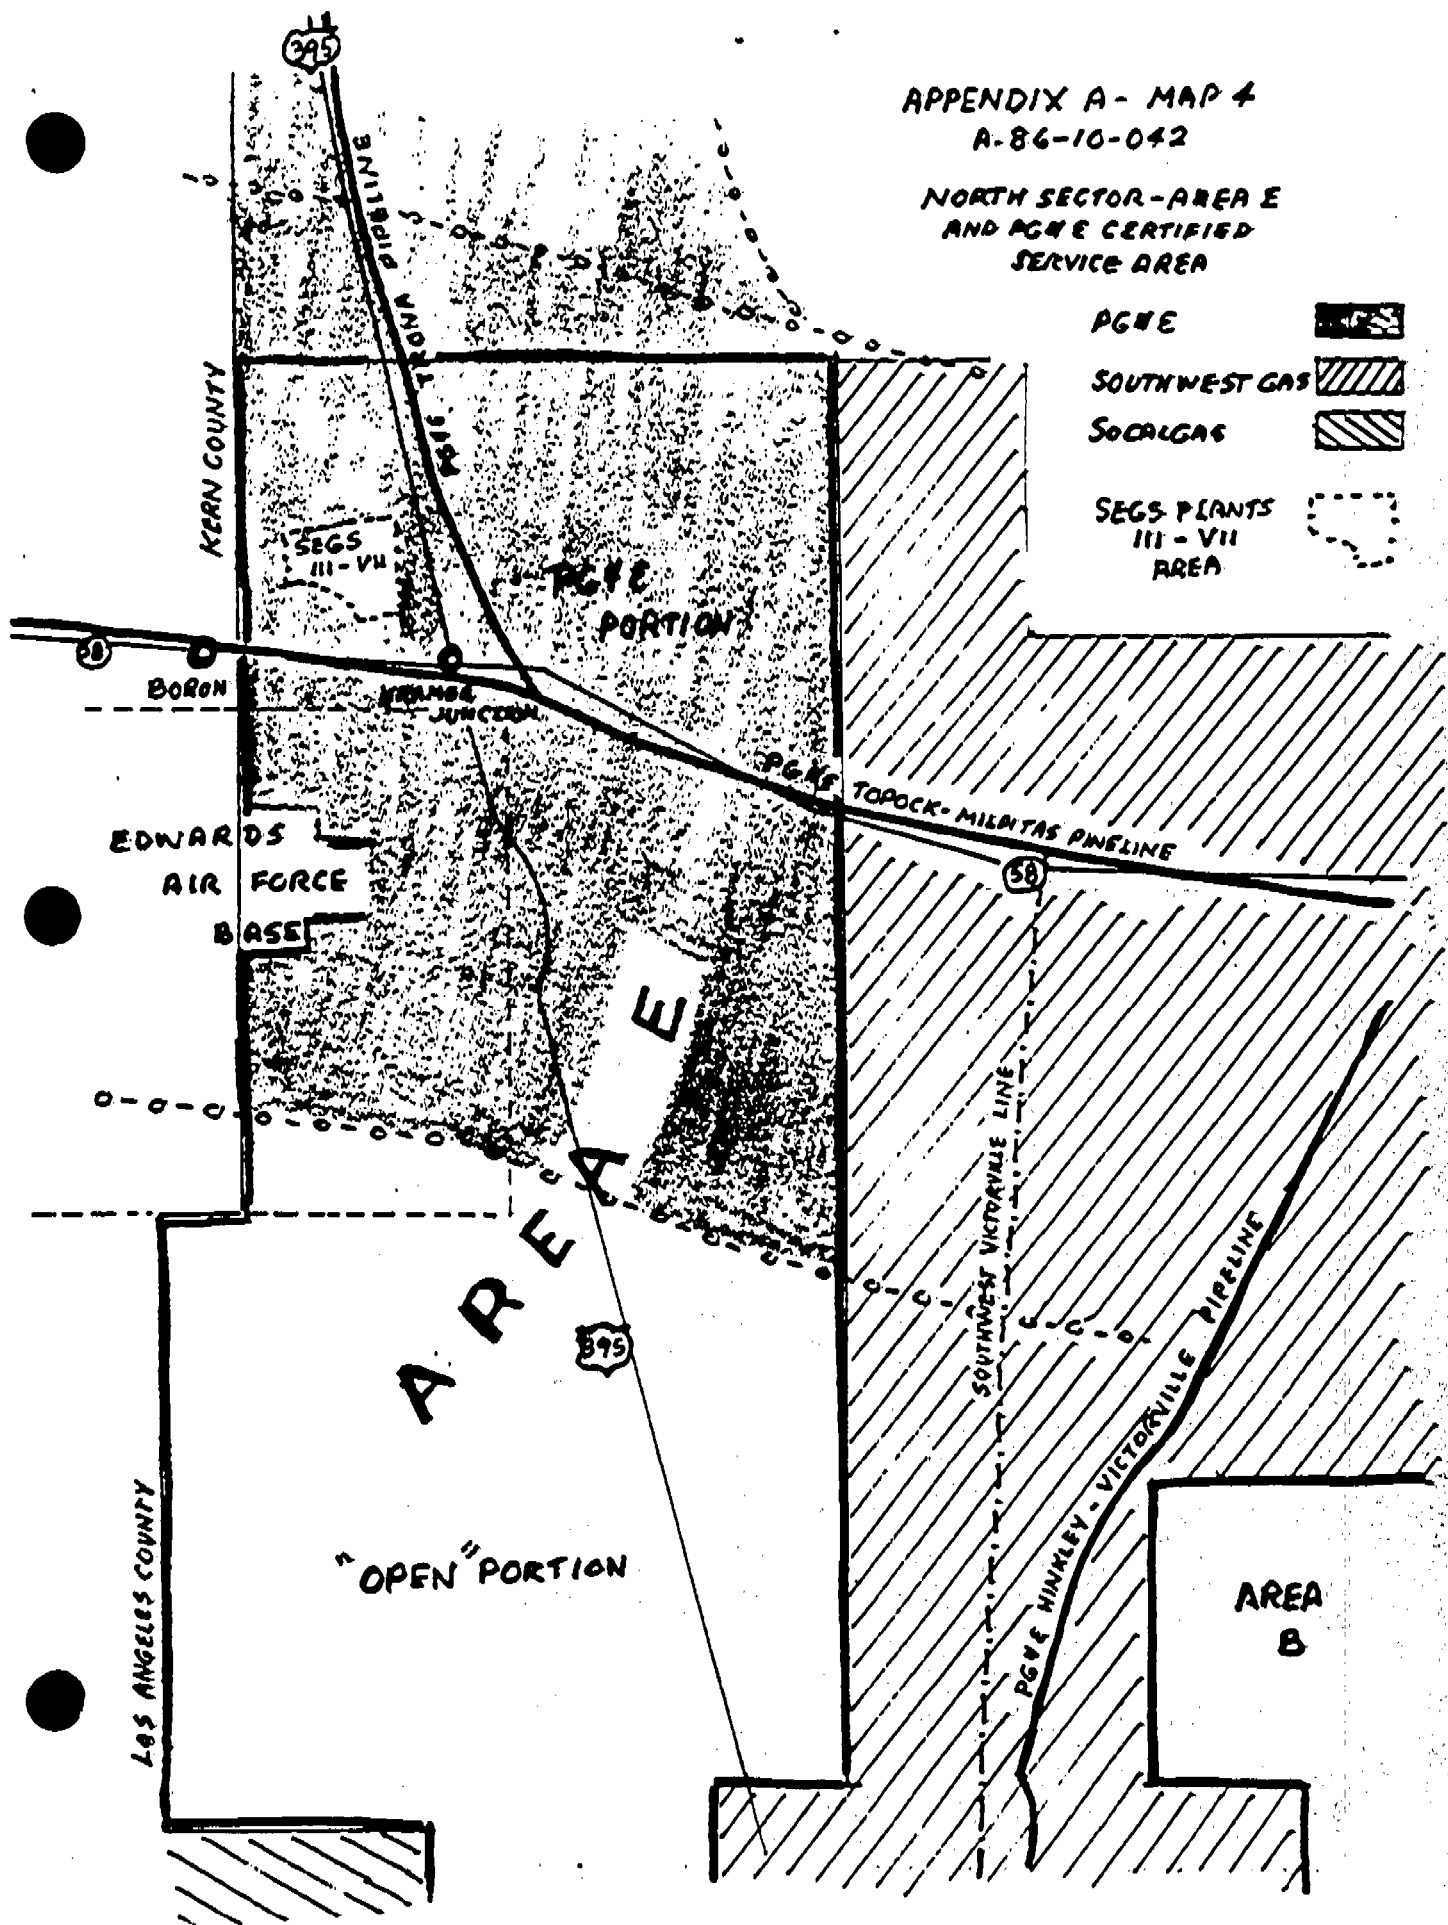 395
APPENDIX A - MAP 4
A.86-10-042
NORTH SECTOR - AREA E
AND PG&E CERTIFIED
SERVICE AREA
PG&E
SOUTHWEST GAS
SOCALGAS
SEGS PLANTS
III - VII
AREA
PG&E TRONA PIPELINE
KERN COUNTY
SEGS
III - VII
PG&E
PORTION
58
BORON
KRAMER
JUNCTION
PG&E TOPOCK - MILPITAS PIPELINE
58
EDWARDS
AIR FORCE
BASE
AREA E
395
SOUTHWEST VICTORVILLE LINE
PG&E HINKLEY - VICTORVILLE PIPELINE
LOS ANGELES COUNTY
"OPEN" PORTION
AREA
B